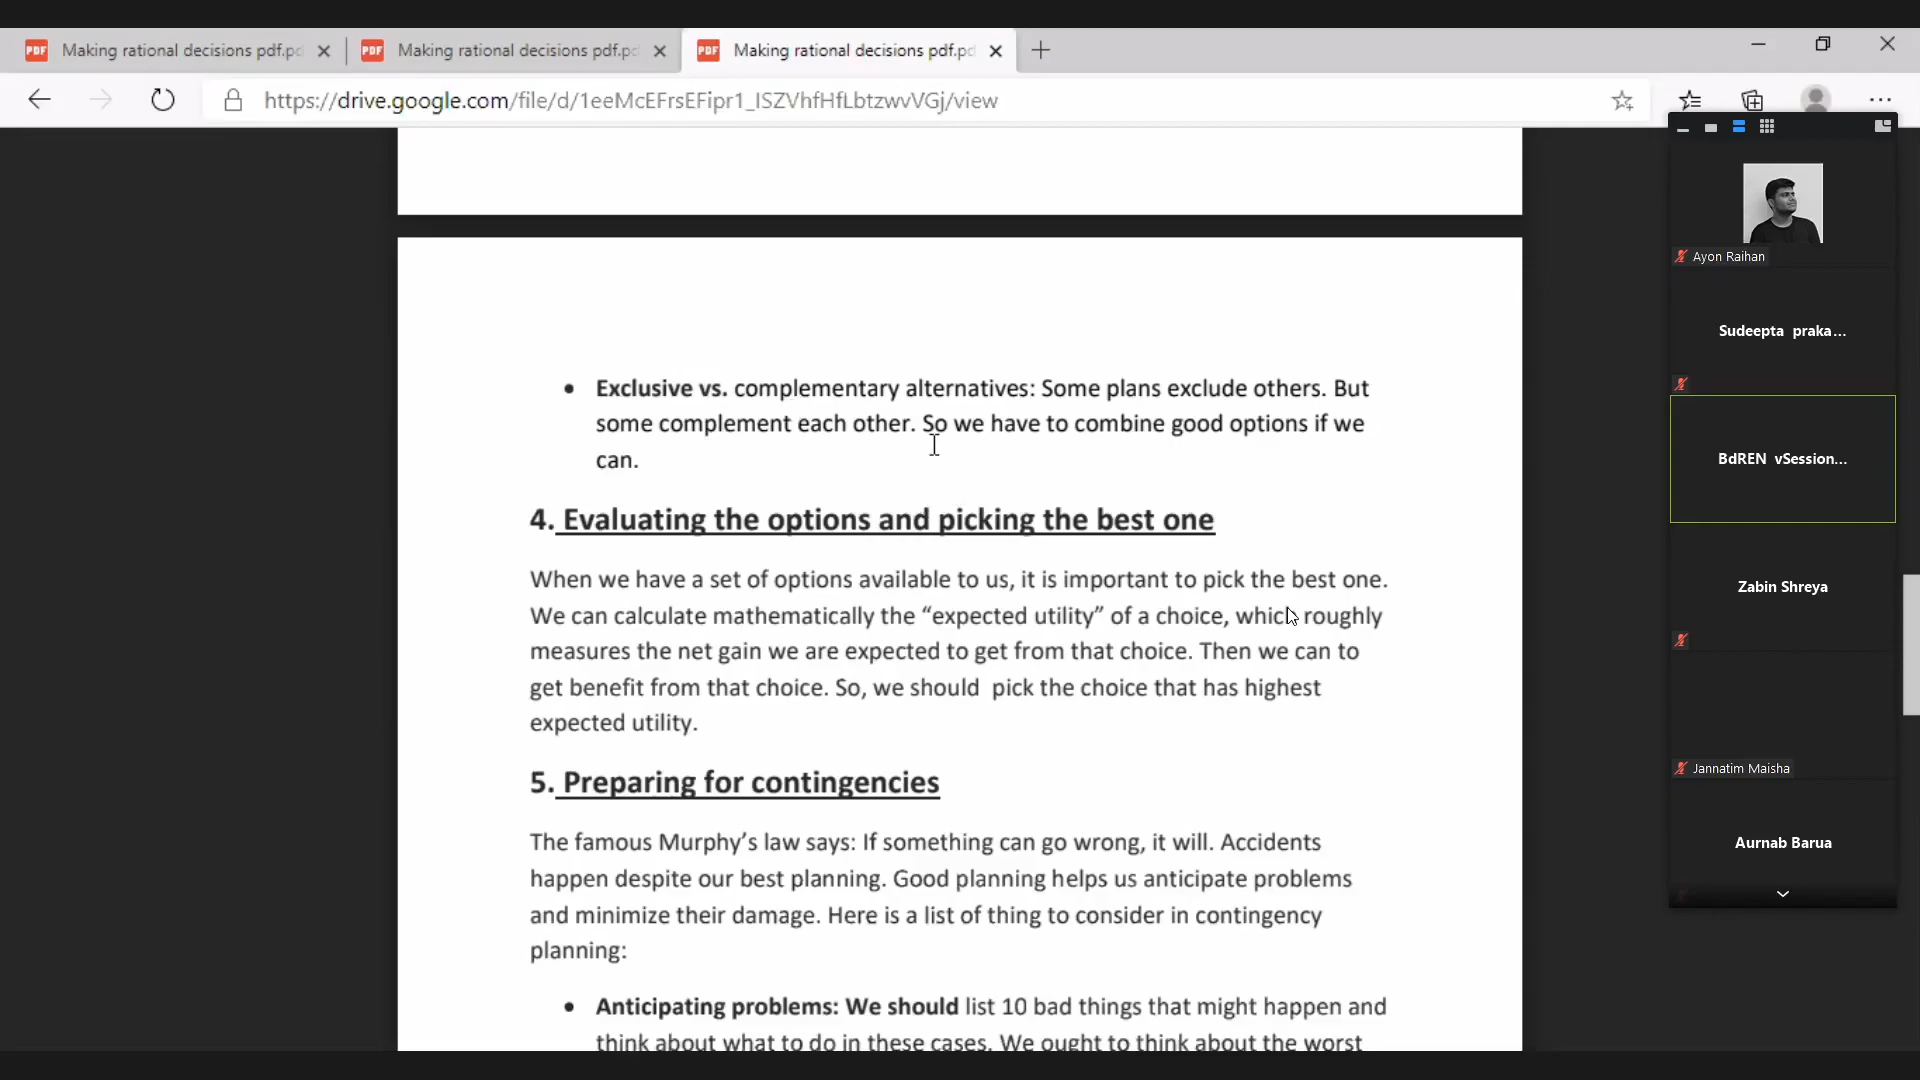 Making rational decisions pdf.pd
Making rational decisions pdf.pd
Making rational decisions pdf.pd
https://drive.google.com/file/d/1eeMcEFrsEFipr1_ISZVhfHfLbtzwvVGj/view
Exclusive vs. complementary alternatives: Some plans exclude others. But
some complement each other. So we have to combine good options if we
can.
4. Evaluating the options and picking the best one
When we have a set of options available to us, it is important to pick the best one.
We can calculate mathematically the “expected utility” of a choice, which roughly
measures the net gain we are expected to get from that choice. Then we can to
get benefit from that choice. So, we should pick the choice that has highest
expected utility.
5. Preparing for contingencies
The famous Murphy’s law says: If something can go wrong, it will. Accidents
happen despite our best planning. Good planning helps us anticipate problems
and minimize their damage. Here is a list of thing to consider in contingency
planning:
Anticipating problems: We should list 10 bad things that might happen and
think about what to do in these cases. We ought to think about the worst
Ayon Raihan
Sudeepta praka...
BdREN vSession...
Zabin Shreya
Jannatim Maisha
Aurnab Barua